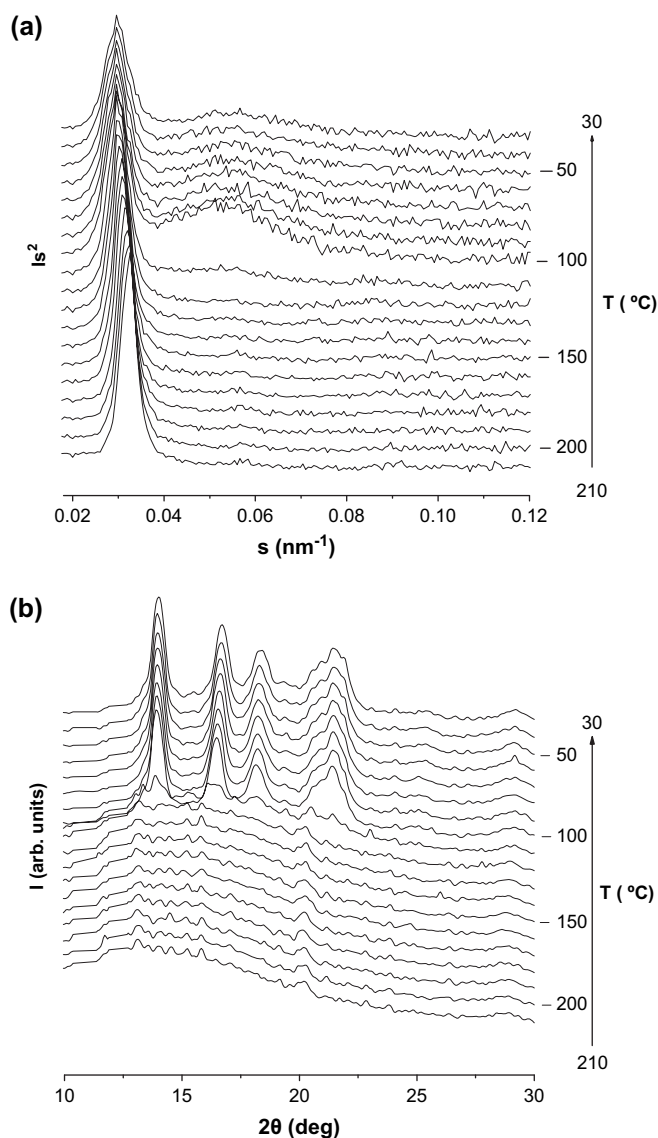 (a)
Is²
30
– 50
– 100
T ( ºC)
– 150
– 200
210
0.02 0.04 0.06 0.08 0.10 0.12
s (nm⁻¹)
(b)
I (arb. units)
30
– 50
– 100
T ( ºC)
– 150
– 200
210
10 15 20 25 30
2θ (deg)